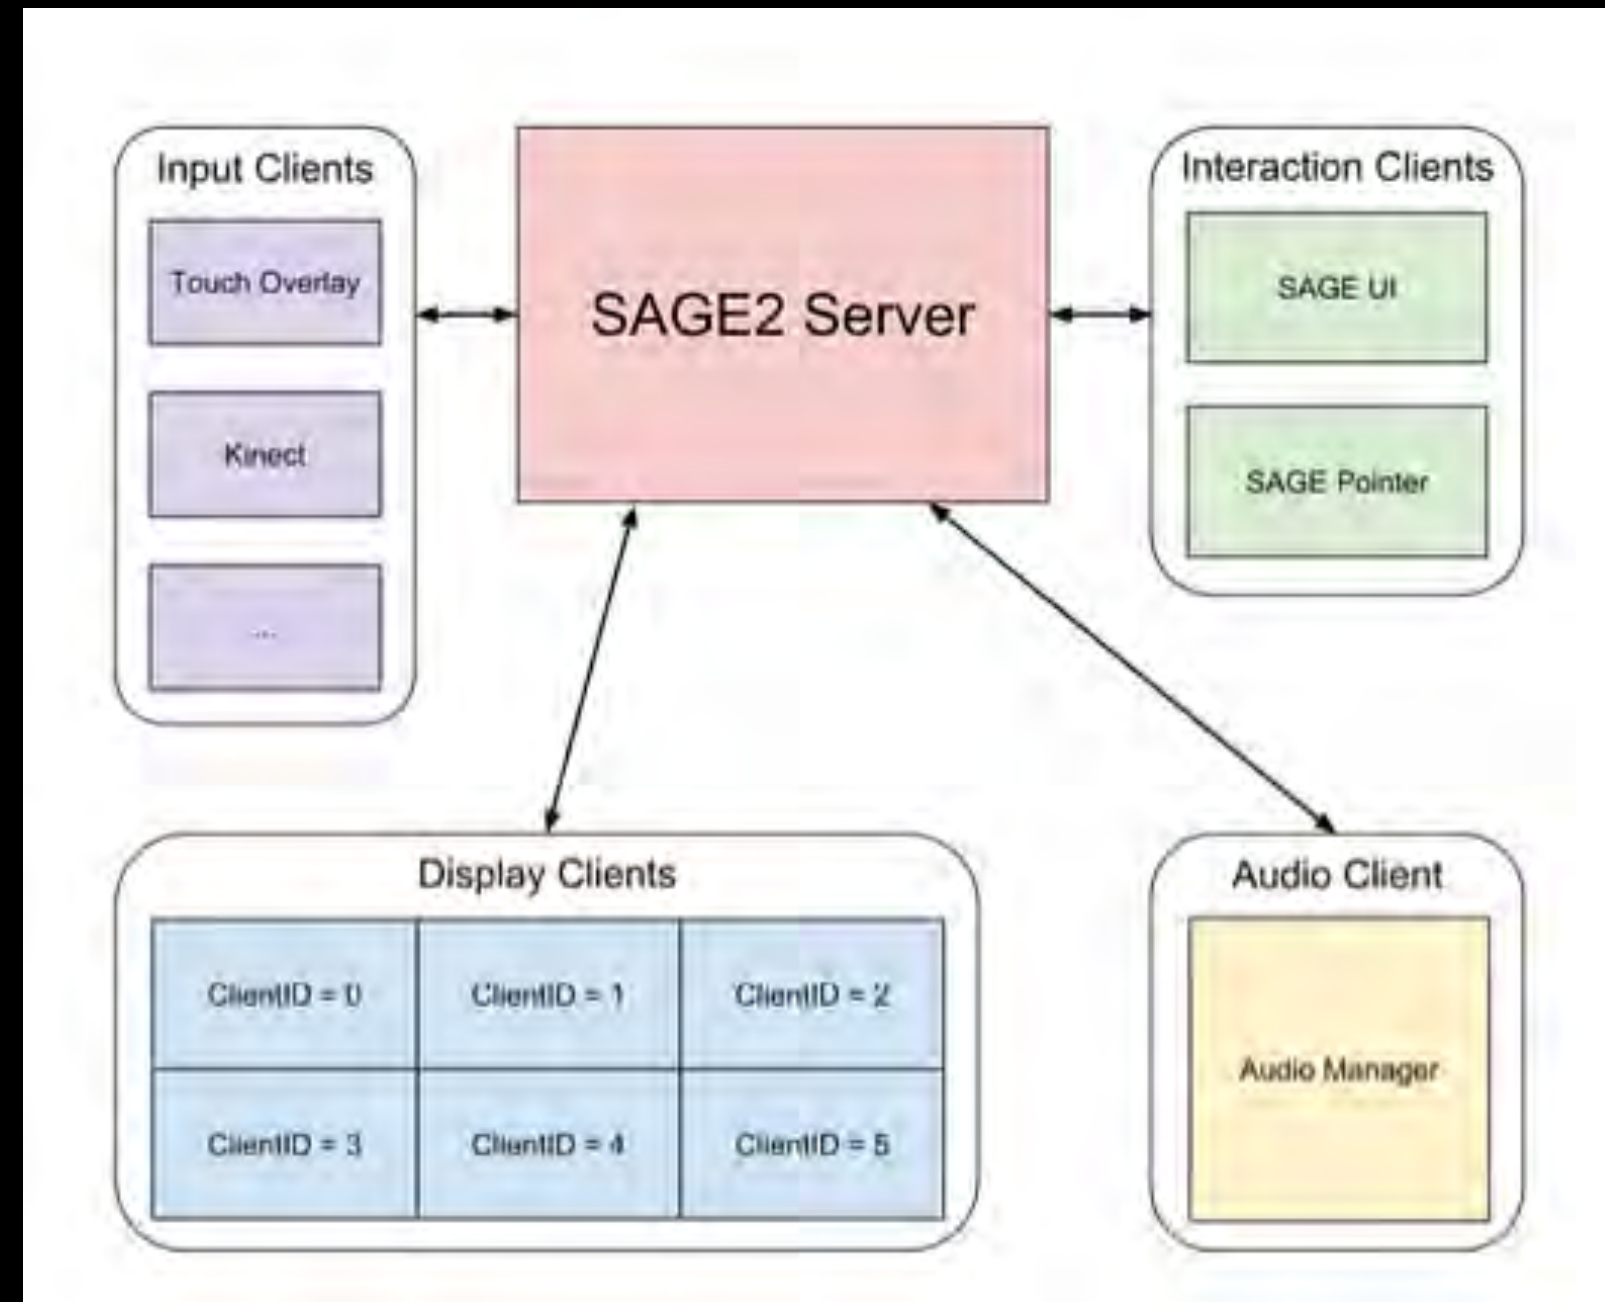 Input Clients
Touch Overlay
Kinect
...
SAGE2 Server
Interaction Clients
SAGE UI
SAGE Pointer
Display Clients
ClientID = 0
ClientID = 1
ClientID = 2
ClientID = 3
ClientID = 4
ClientID = 5
Audio Client
Audio Manager